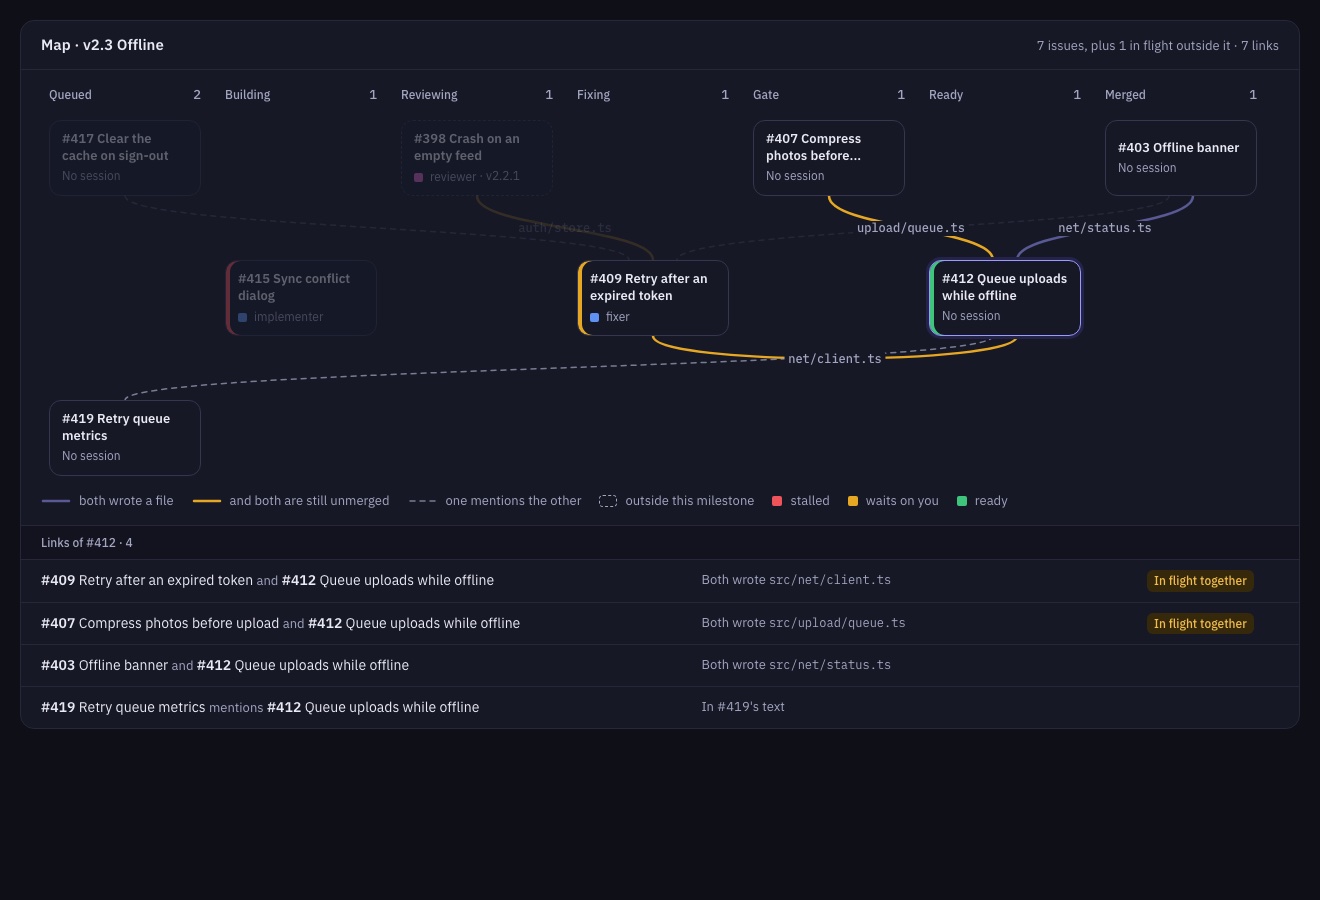 Map · v2.3 Offline
7 issues, plus 1 in flight outside it · 7 links
Queued 2
Building 1
Reviewing 1
Fixing 1
Gate 1
Ready 1
Merged 1
#417 Clear the
cache on sign-out
No session
#398 Crash on an
empty feed
reviewer · v2.2.1
#407 Compress
photos before...
No session
#403 Offline banner
No session
auth/store.ts
upload/queue.ts
net/status.ts
#415 Sync conflict
dialog
implementer
#409 Retry after an
expired token
fixer
#412 Queue uploads
while offline
No session
net/client.ts
#419 Retry queue
metrics
No session
both wrote a file
and both are still unmerged
one mentions the other
outside this milestone
stalled
waits on you
ready
Links of #412 · 4
#409 Retry after an expired token and #412 Queue uploads while offline
Both wrote src/net/client.ts
In flight together
#407 Compress photos before upload and #412 Queue uploads while offline
Both wrote src/upload/queue.ts
In flight together
#403 Offline banner and #412 Queue uploads while offline
Both wrote src/net/status.ts
#419 Retry queue metrics mentions #412 Queue uploads while offline
In #419's text